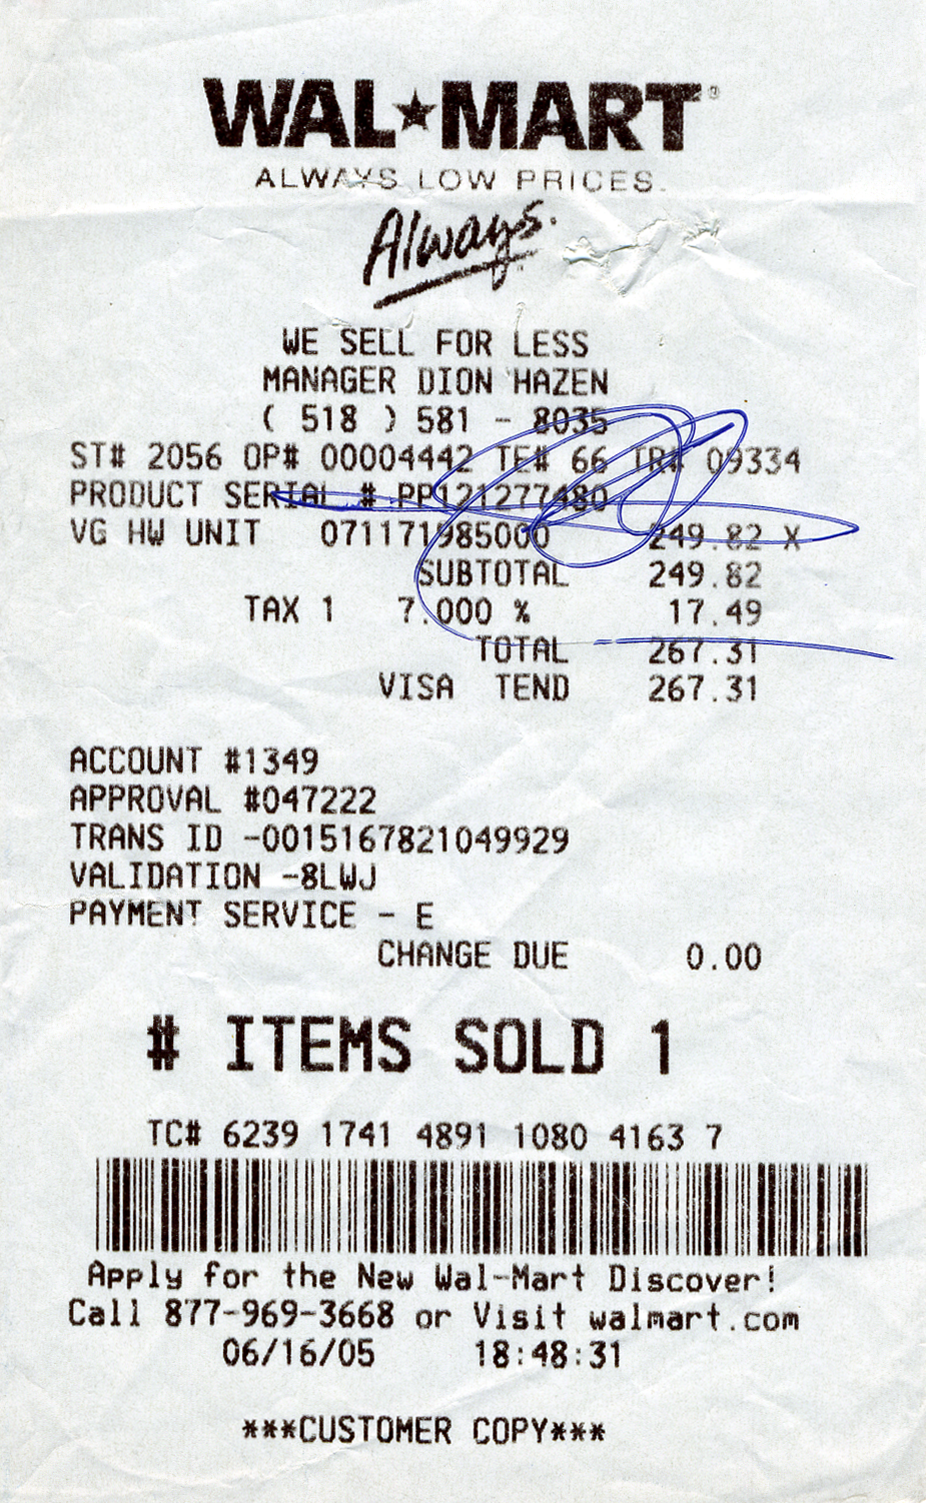 WAL★MART®
ALWAYS LOW PRICES.
Always.
WE SELL FOR LESS
MANAGER DION HAZEN
( 518 ) 581 - 8035
ST# 2056 OP# 00004442 TE# 66 TR# 09334
PRODUCT SERIAL # PP121277480
VG HW UNIT 071171985000 249.82 X
SUBTOTAL 249.82
TAX 1 7.000 % 17.49
TOTAL 267.31
VISA TEND 267.31
ACCOUNT #1349
APPROVAL #047222
TRANS ID -0015167821049929
VALIDATION -8LWJ
PAYMENT SERVICE - E
CHANGE DUE 0.00
# ITEMS SOLD 1
TC# 6239 1741 4891 1080 4163 7
Apply for the New Wal-Mart Discover!
Call 877-969-3668 or Visit walmart.com
06/16/05 18:48:31
***CUSTOMER COPY***